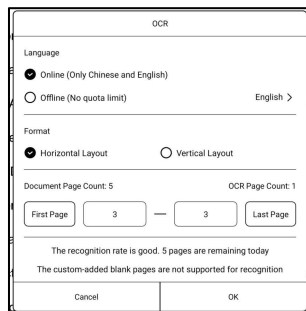 OCR
Language
Online (Only Chinese and English)
Offline (No quota limit) English >
Format
Horizontal Layout Vertical Layout
Document Page Count: 5 OCR Page Count: 1
First Page 3 — 3 Last Page
The recognition rate is good. 5 pages are remaining today
The custom-added blank pages are not supported for recognition
Cancel OK